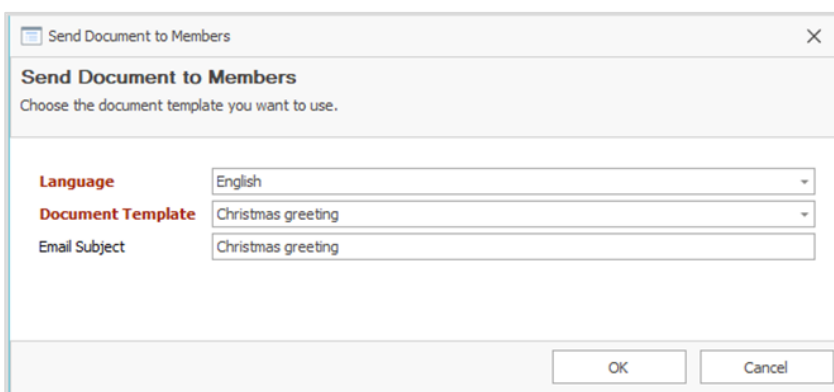 Send Document to Members
Send Document to Members
Choose the document template you want to use.
Language English
Document Template Christmas greeting
Email Subject Christmas greeting
OK Cancel